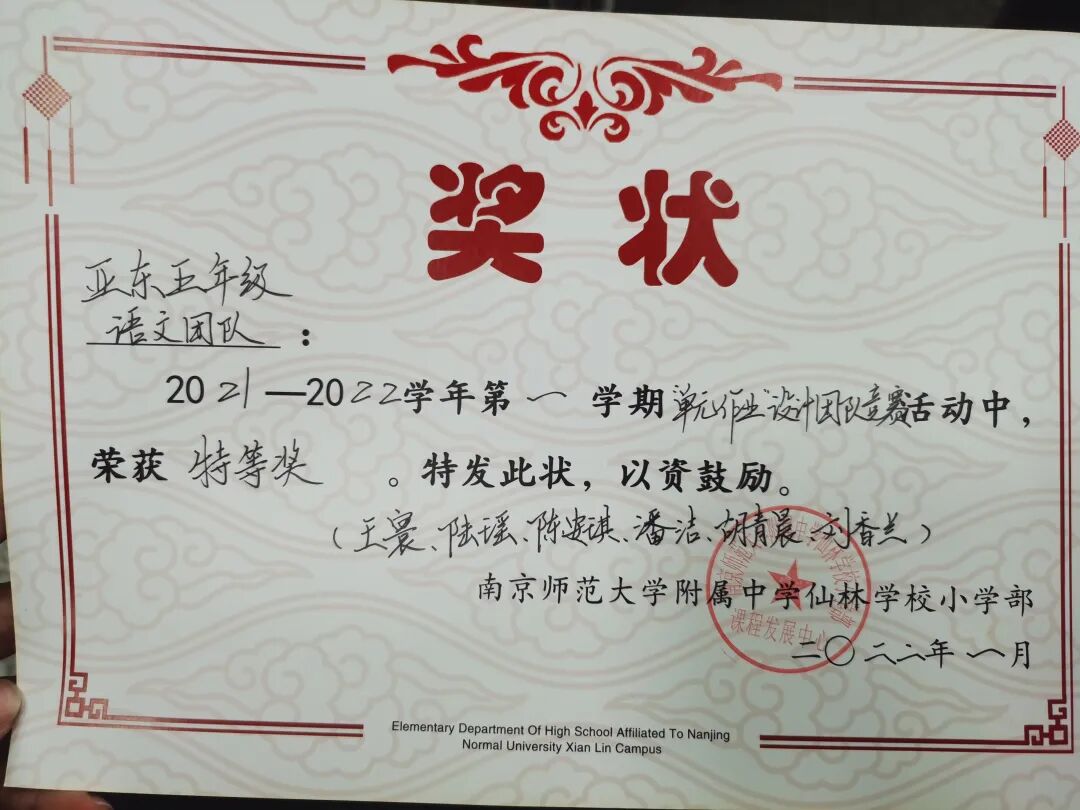 奖状
亚东五年级
语文团队：
2021—2022学年第一学期“单元作业”设计团队竞赛活动中，
荣获 特等奖 。特发此状，以资鼓励。
（王寰、陆瑶、陈安琪、潘洁、胡青晨、刘香兰）
南京师范大学附属中学仙林学校小学部
课程发展中心
二〇二二年一月
Elementary Department Of High School Affiliated To Nanjing
Normal University Xian Lin Campus